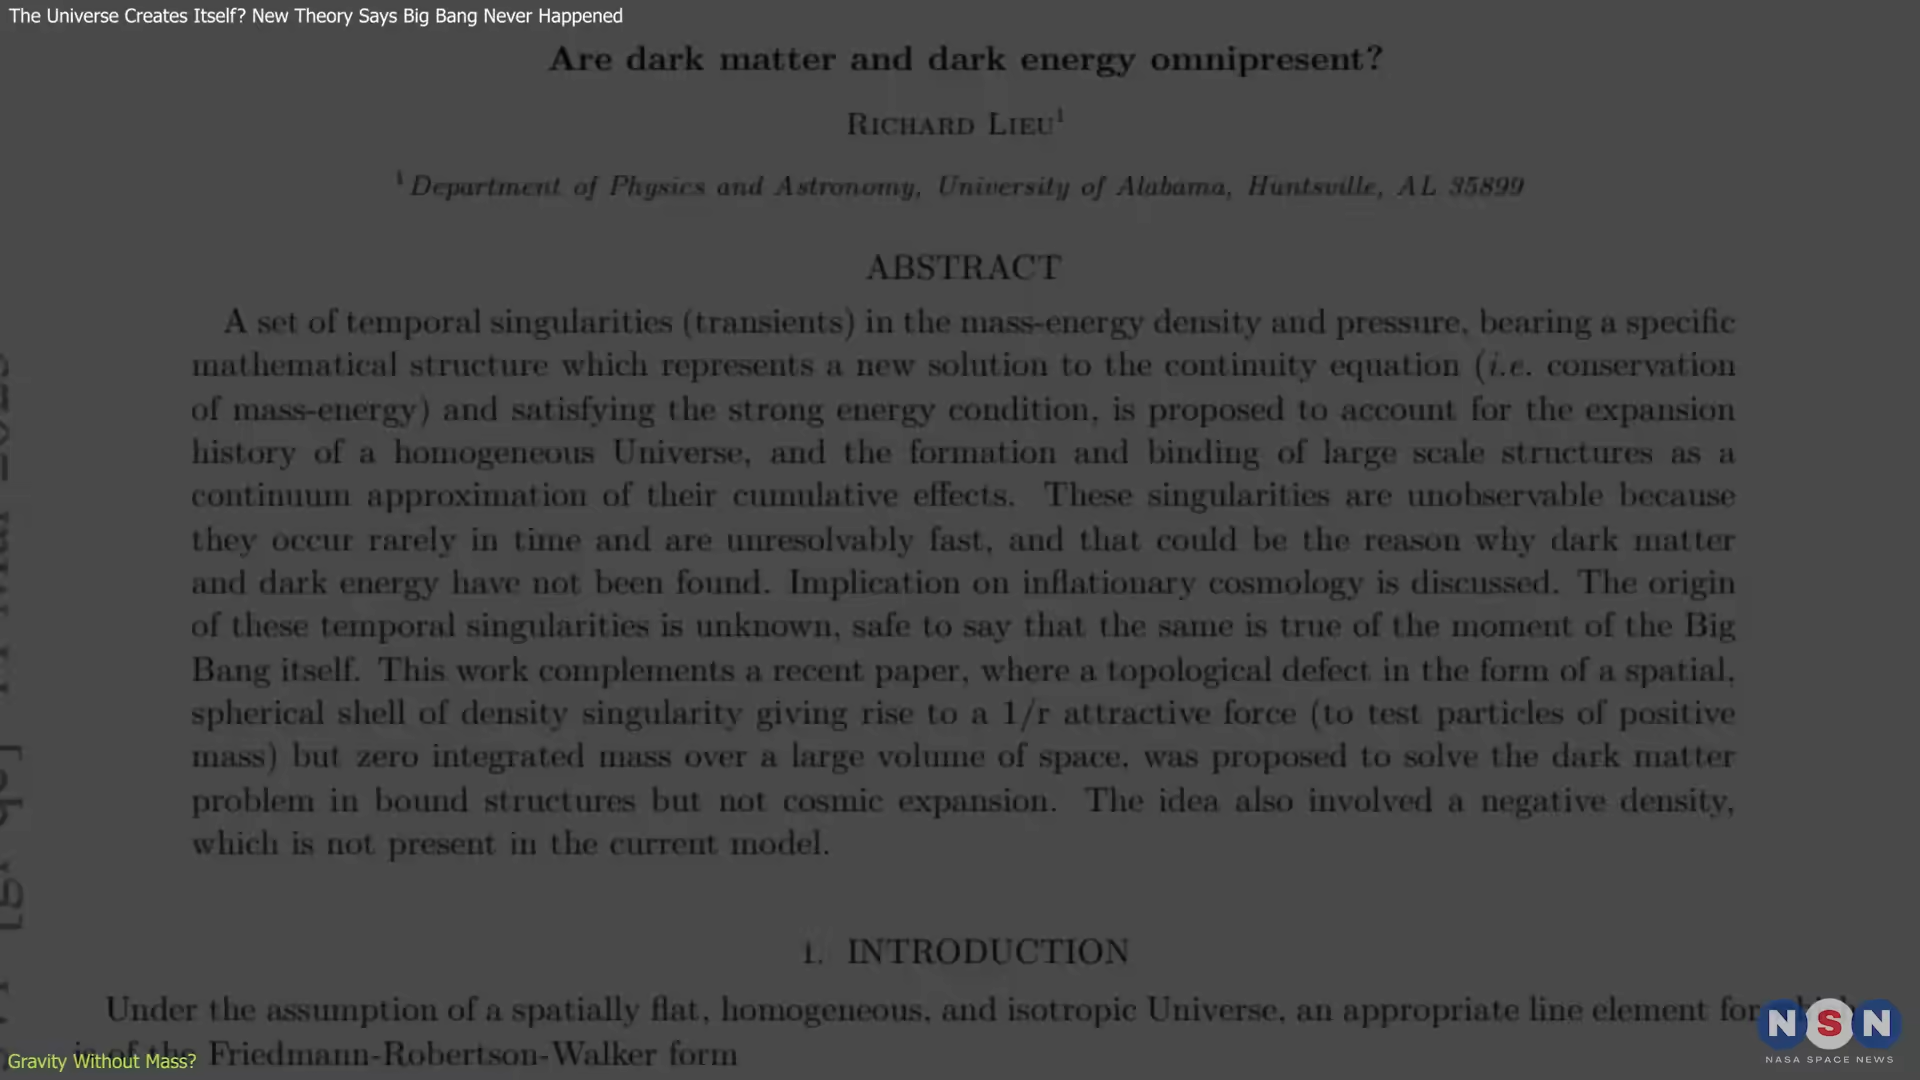 The Universe Creates Itself? New Theory Says Big Bang Never Happened
Are dark matter and dark energy omnipresent?
RICHARD LIEU¹
¹ Department of Physics and Astronomy, University of Alabama, Huntsville, AL 35899
ABSTRACT
A set of temporal singularities (transients) in the mass-energy density and pressure, bearing a specific
mathematical structure which represents a new solution to the continuity equation (i.e. conservation
of mass-energy) and satisfying the strong energy condition, is proposed to account for the expansion
history of a homogeneous Universe, and the formation and binding of large scale structures as a
continuum approximation of their cumulative effects. These singularities are unobservable because
they occur rarely in time and are unresolvably fast, and that could be the reason why dark matter
and dark energy have not been found. Implication on inflationary cosmology is discussed. The origin
of these temporal singularities is unknown, safe to say that the same is true of the moment of the Big
Bang itself. This work complements a recent paper, where a topological defect in the form of a spatial,
spherical shell of density singularity giving rise to a 1/r attractive force (to test particles of positive
mass) but zero integrated mass over a large volume of space, was proposed to solve the dark matter
problem in bound structures but not cosmic expansion. The idea also involved a negative density,
which is not present in the current model.
1. INTRODUCTION
Under the assumption of a spatially flat, homogeneous, and isotropic Universe, an appropriate line element for
of the Friedmann-Robertson-Walker form
Gravity Without Mass?
NSN
NASA SPACE NEWS